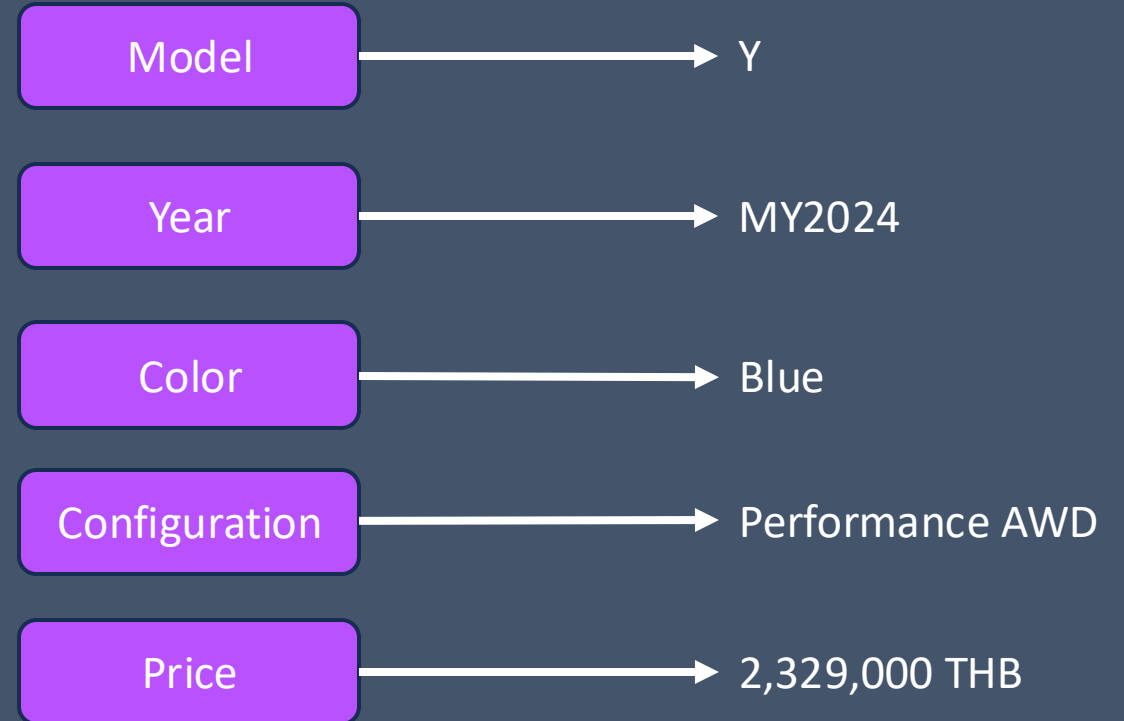 Model
Y
Year
MY2024
Color
Blue
Configuration
Performance AWD
Price
2,329,000 THB